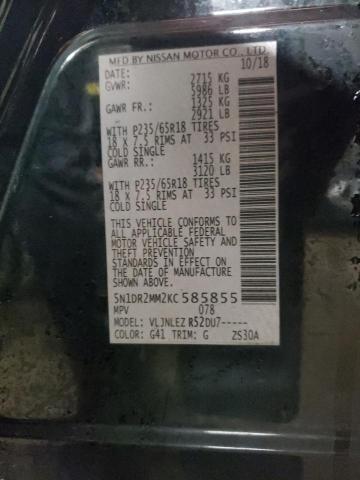 MFD BY NISSAN MOTOR CO., LTD.
DATE: 10/18
GVWR: 2715 KG
5986 LB
GAWR FR.: 1325 KG
2921 LB
WITH P235/65R18 TIRES
18 X 7.5 RIMS AT 33 PSI
COLD SINGLE
GAWR RR.: 1415 KG
3120 LB
WITH P235/65R18 TIRES
18 X 7.5 RIMS AT 33 PSI
COLD SINGLE
THIS VEHICLE CONFORMS TO
ALL APPLICABLE FEDERAL
MOTOR VEHICLE SAFETY
AND THEFT PREVENTION
STANDARDS IN EFFECT ON
THE DATE OF MANUFACTURE
SHOWN ABOVE.
5N1DR2MM2KC585855
MPV 078
MODEL: VLJNLEZ R52DU7-----
COLOR: G41 TRIM: G 2S30A